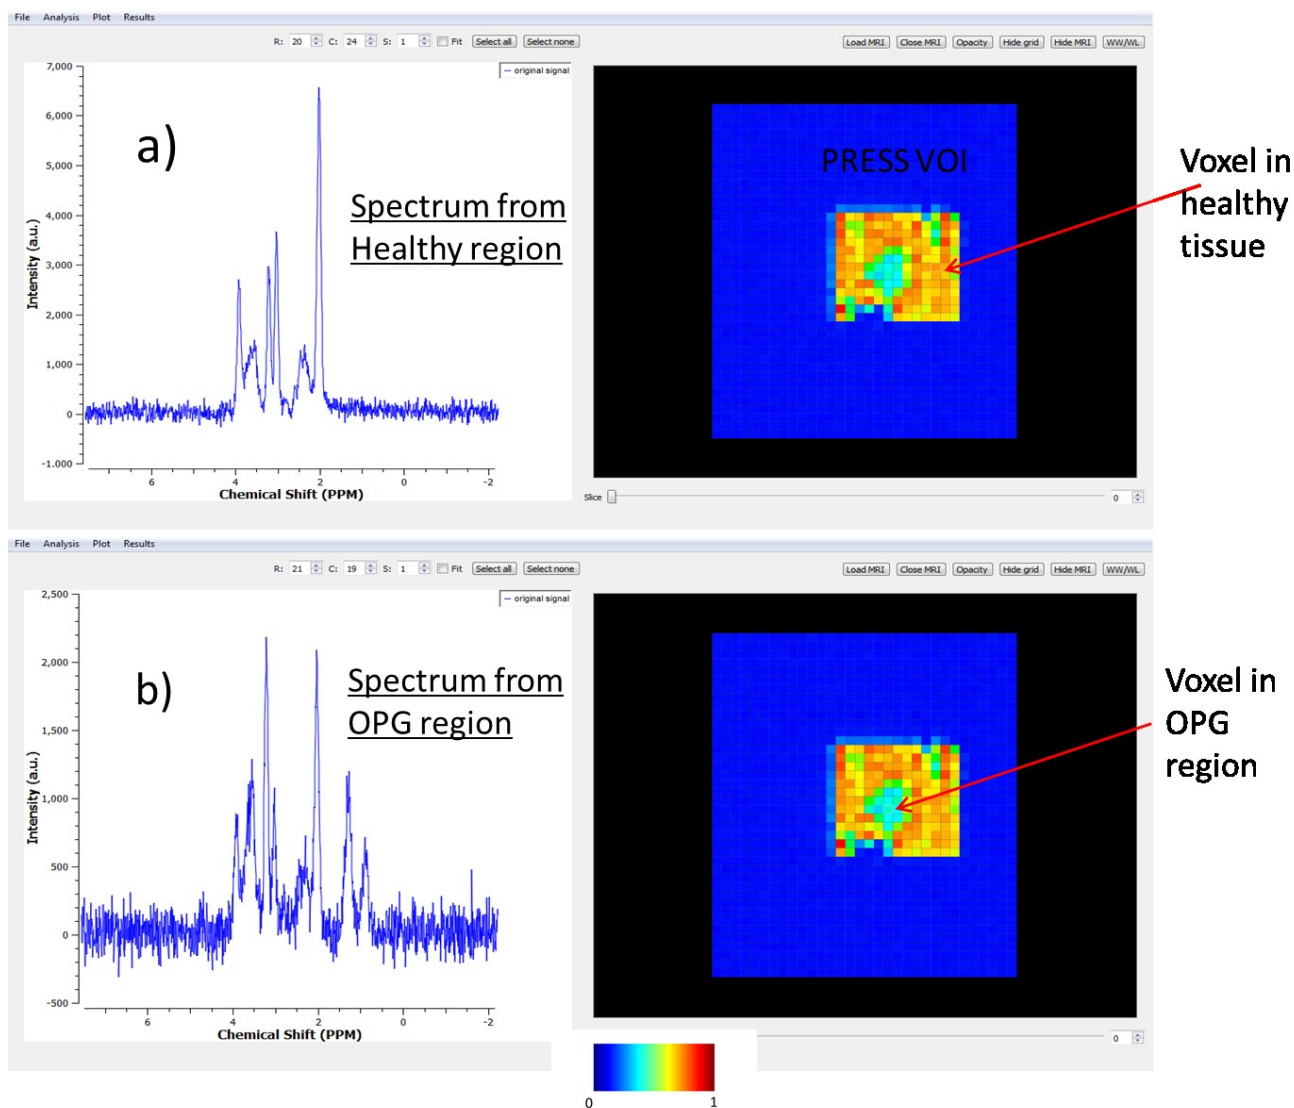 File Analysis Plot Results
R: 20 C: 24 S: 1 Fit Select all Select none
Load MRI Close MRI Opacity Hide grid Hide MRI WW/WL
7,000
6,000
5,000
4,000
3,000
2,000
1,000
0
-1,000
Intensity (a.u.)
original signal
a)
Spectrum from
Healthy region
6 4 2 0 -2
Chemical Shift (PPM)
PRESS VOI
Voxel in
healthy
tissue
Slice 0
File Analysis Plot Results
R: 21 C: 19 S: 1 Fit Select all Select none
Load MRI Close MRI Opacity Hide grid Hide MRI WW/WL
2,500
2,000
1,500
1,000
500
0
-500
Intensity (a.u.)
original signal
b)
Spectrum from
OPG region
6 4 2 0 -2
Chemical Shift (PPM)
Voxel in
OPG
region
0
0 1